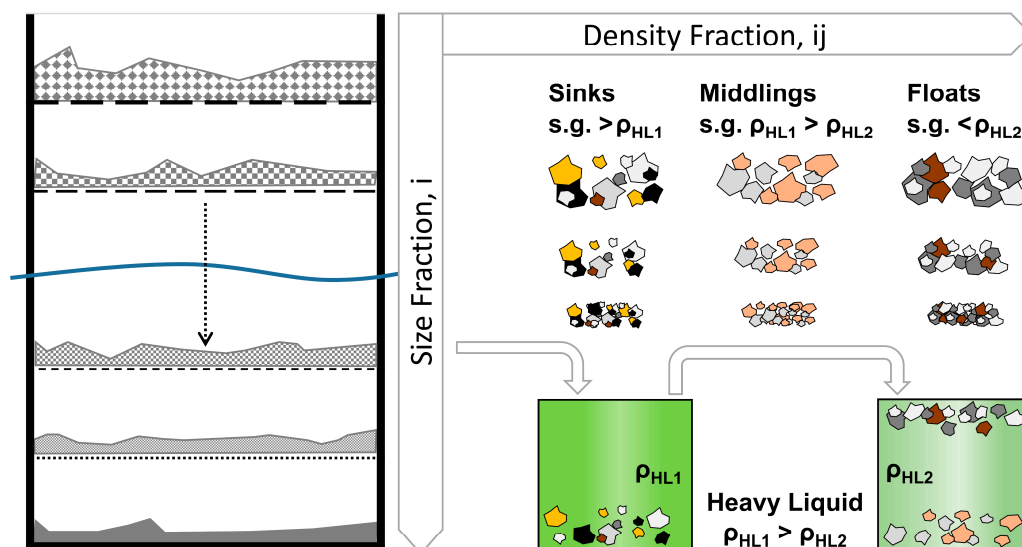 Density Fraction, ij
Size Fraction, i
Sinks
s.g. >ρHL1
Middlings
s.g. ρHL1 > ρHL2
Floats
s.g. <ρHL2
ρHL1
Heavy Liquid
ρHL1 > ρHL2
ρHL2